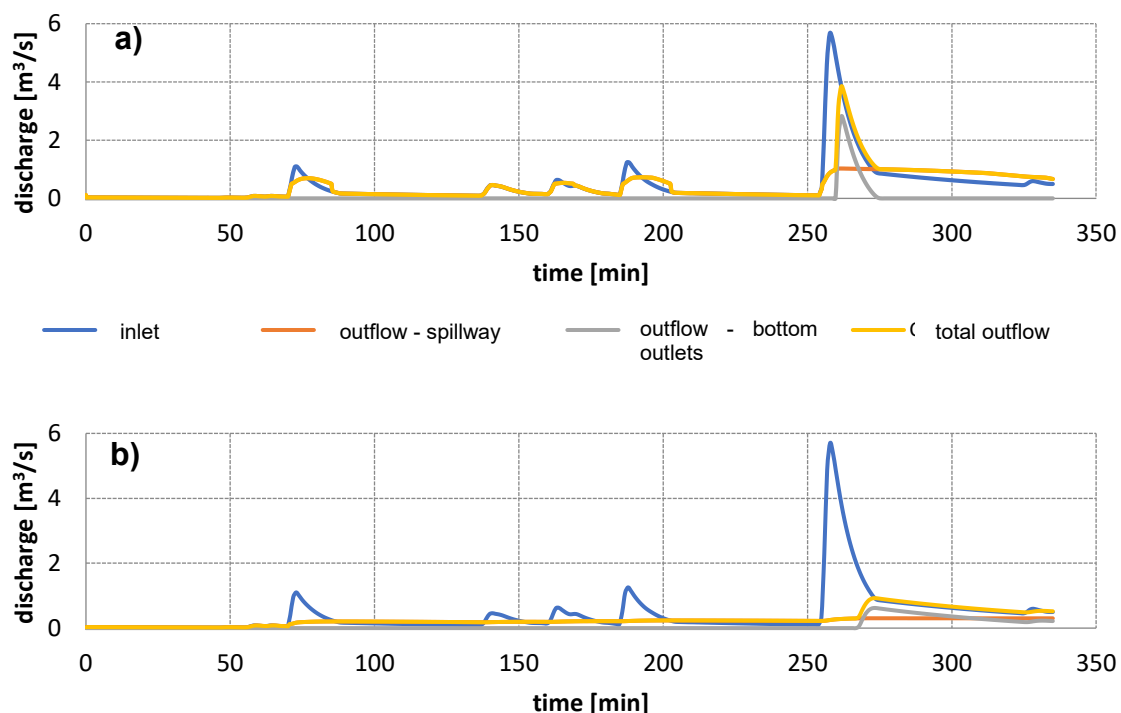 a)
discharge [m³/s]
6
4
2
0
0 50 100 150 200 250 300 350
time [min]
inlet
outflow - spillway
outflow - bottom
outlets
( total outflow
b)
discharge [m³/s]
6
4
2
0
0 50 100 150 200 250 300 350
time [min]